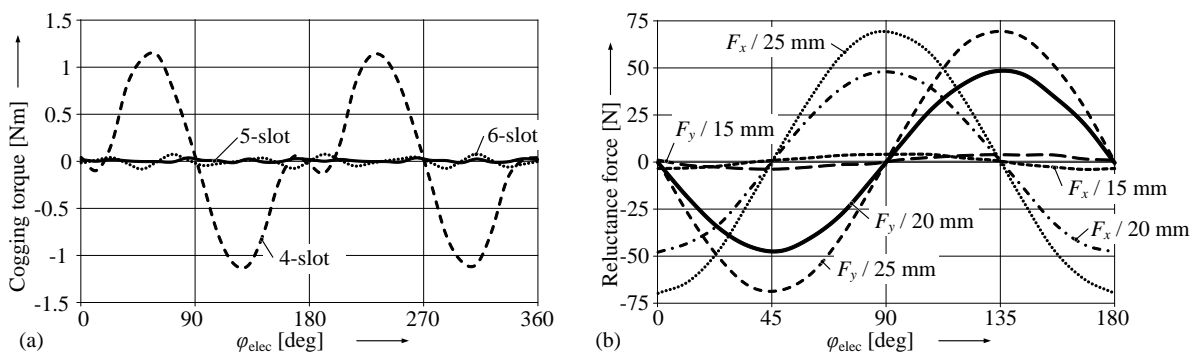 Cogging torque [Nm]
1.5
1
0.5
0
-0.5
-1
-1.5
5-slot
6-slot
4-slot
0 90 180 270 360
(a)
φelec [deg]
Reluctance force [N]
75
50
25
0
-25
-50
-75
Fx / 25 mm
Fy / 15 mm
Fx / 15 mm
Fy / 20 mm
Fx / 20 mm
Fy / 25 mm
0 45 90 135 180
(b)
φelec [deg]